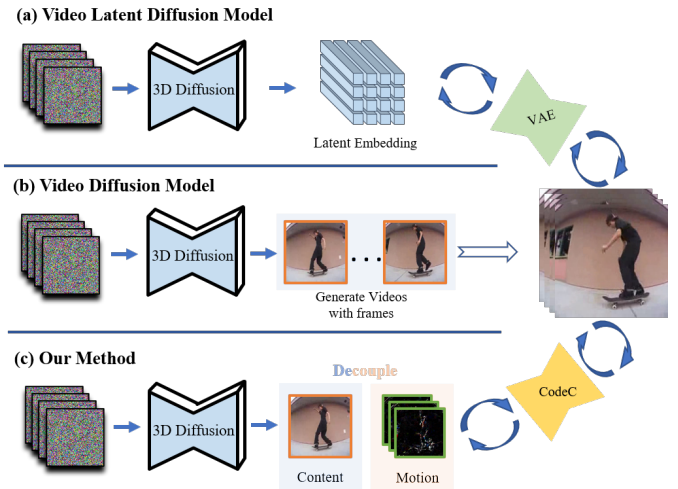 (a) Video Latent Diffusion Model
3D Diffusion
Latent Embedding
VAE
(b) Video Diffusion Model
3D Diffusion
Generate Videos
with frames
(c) Our Method
Decouple
3D Diffusion
Content
Motion
CodeC